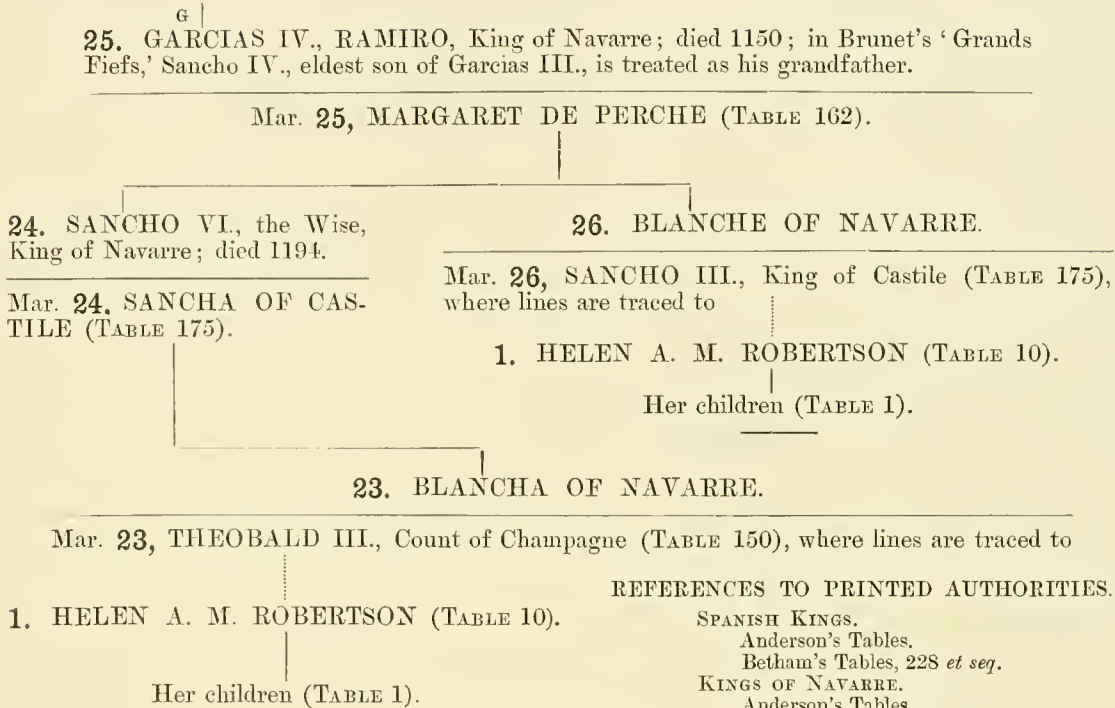 G
25. GARCIAS IV., RAMIRO, King of Navarre; died 1150; in Brunet's ‘Grands
Fiefs,’ Sancho IV., eldest son of Garcias III., is treated as his grandfather.
Mar. 25, MARGARET DE PERCHE (TABLE 162).
24. SANCHO VI., the Wise,
King of Navarre; died 1194.
Mar. 24. SANCHA OF CAS-
TILE (TABLE 175).
26. BLANCHE OF NAVARRE.
Mar. 26, SANCHO III., King of Castile (TABLE 175),
where lines are traced to
1. HELEN A. M. ROBERTSON (TABLE 10).
Her children (TABLE 1).
23. BLANCHA OF NAVARRE.
Mar. 23, THEOBALD III., Count of Champagne (TABLE 150), where lines are traced to
1. HELEN A. M. ROBERTSON (TABLE 10).
Her children (TABLE 1).
REFERENCES TO PRINTED AUTHORITIES.
SPANISH KINGS.
Anderson's Tables.
Betham's Tables, 228 et seq.
KINGS OF NAVARRE.
Anderson's Tables.